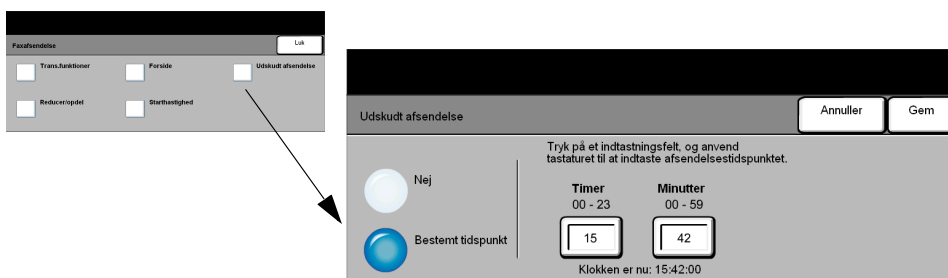 Faxafsendelse
Luk
Trans.funktioner
Forside
Udskudt afsendelse
Reducer/opdel
Starthastighed
Udskudt afsendelse
Annuller
Gem
Tryk på et indtastningsfelt, og anvend
tastaturet til at indtaste afsendelsestidspunktet.
Nej
Timer
Minutter
00 - 23
00 - 59
Bestemt tidspunkt
15
42
Klokken er nu: 15:42:00